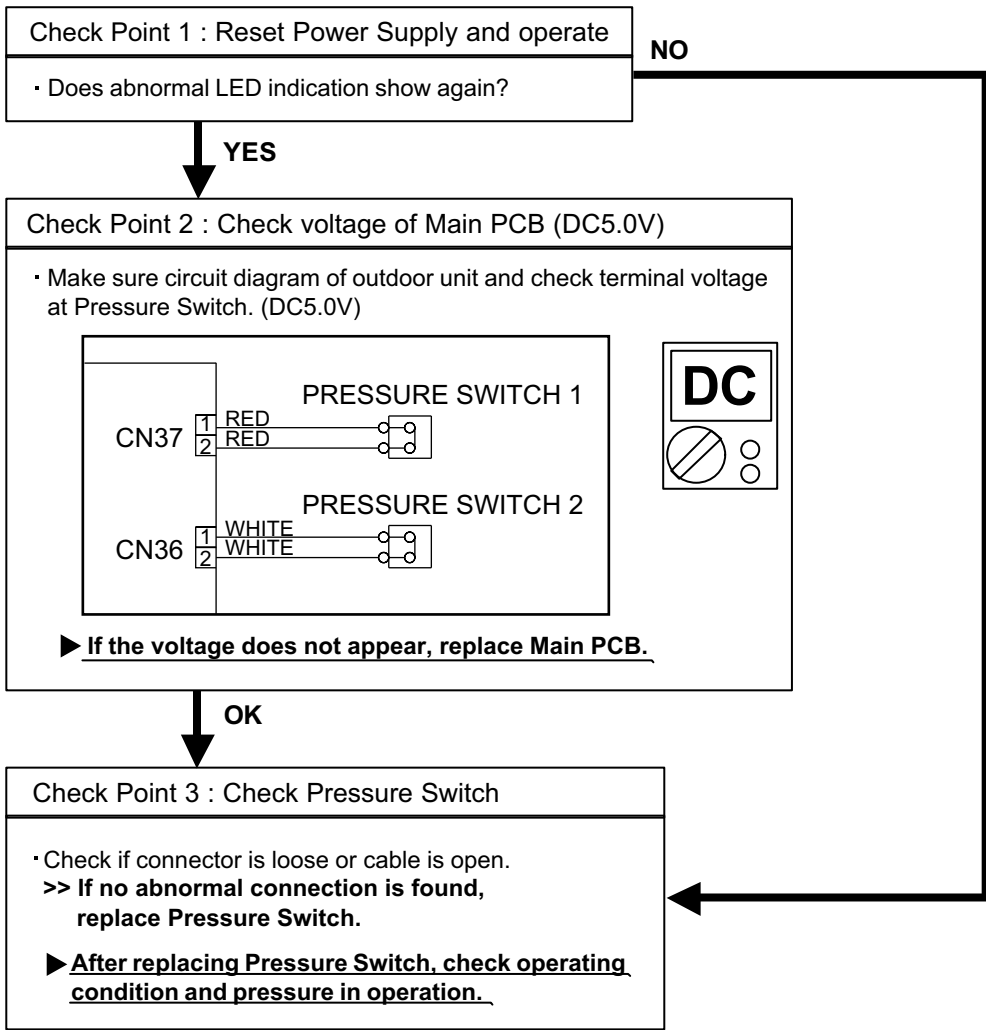 Check Point 1 : Reset Power Supply and operate
NO
· Does abnormal LED indication show again?
YES
Check Point 2 : Check voltage of Main PCB (DC5.0V)
· Make sure circuit diagram of outdoor unit and check terminal voltage
at Pressure Switch. (DC5.0V)
PRESSURE SWITCH 1
CN37
1 RED
2 RED
PRESSURE SWITCH 2
CN36
1 WHITE
2 WHITE
DC
▶ If the voltage does not appear, replace Main PCB.
OK
Check Point 3 : Check Pressure Switch
· Check if connector is loose or cable is open.
>> If no abnormal connection is found,
replace Pressure Switch.
▶ After replacing Pressure Switch, check operating
condition and pressure in operation.